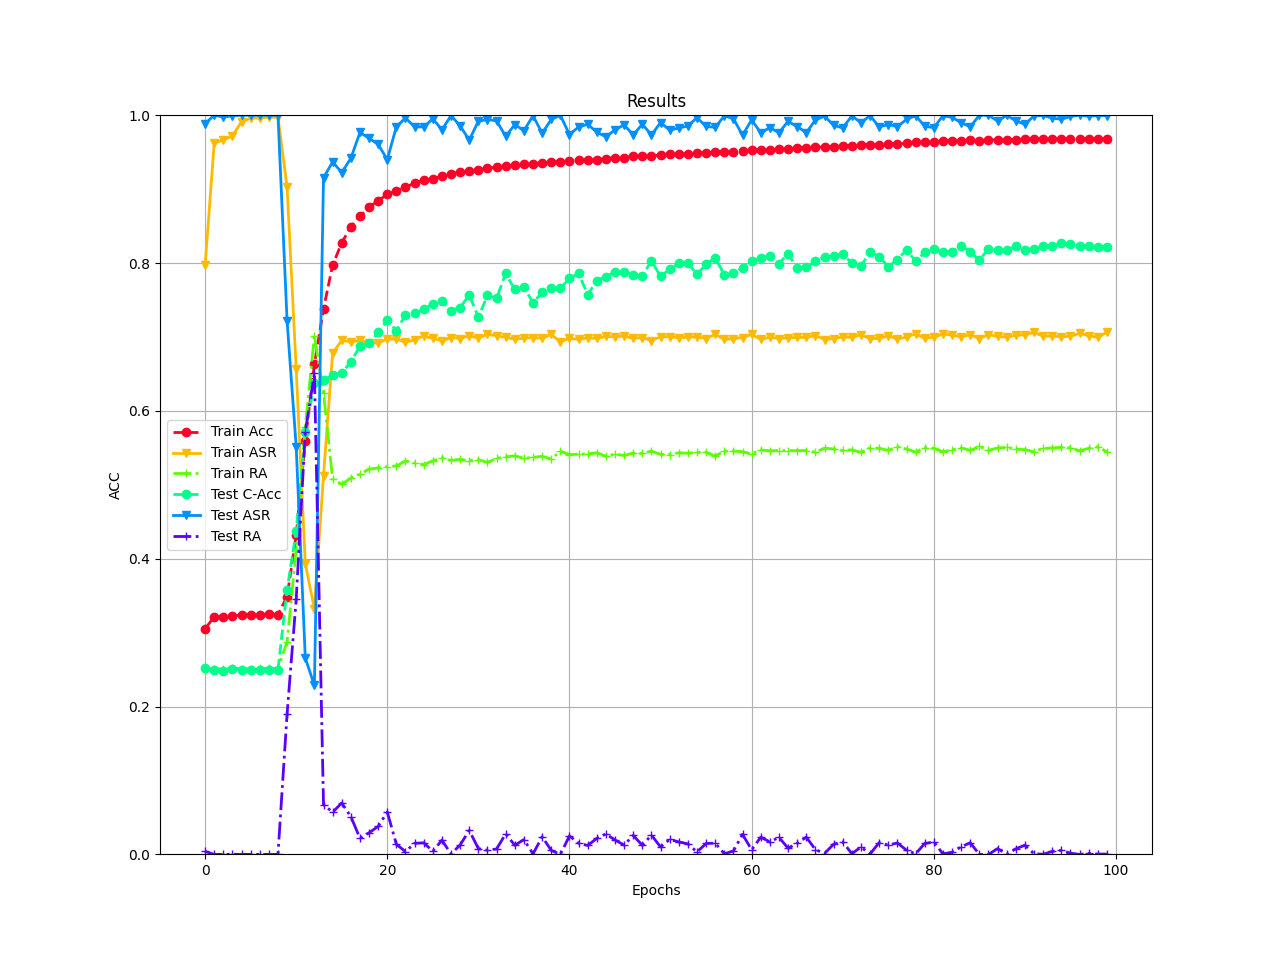 Results
1.0
0.8
0.6
0.4
0.2
0.0
ACC
Train Acc
Train ASR
Train RA
Test C-Acc
Test ASR
Test RA
0 20 40 60 80 100
Epochs